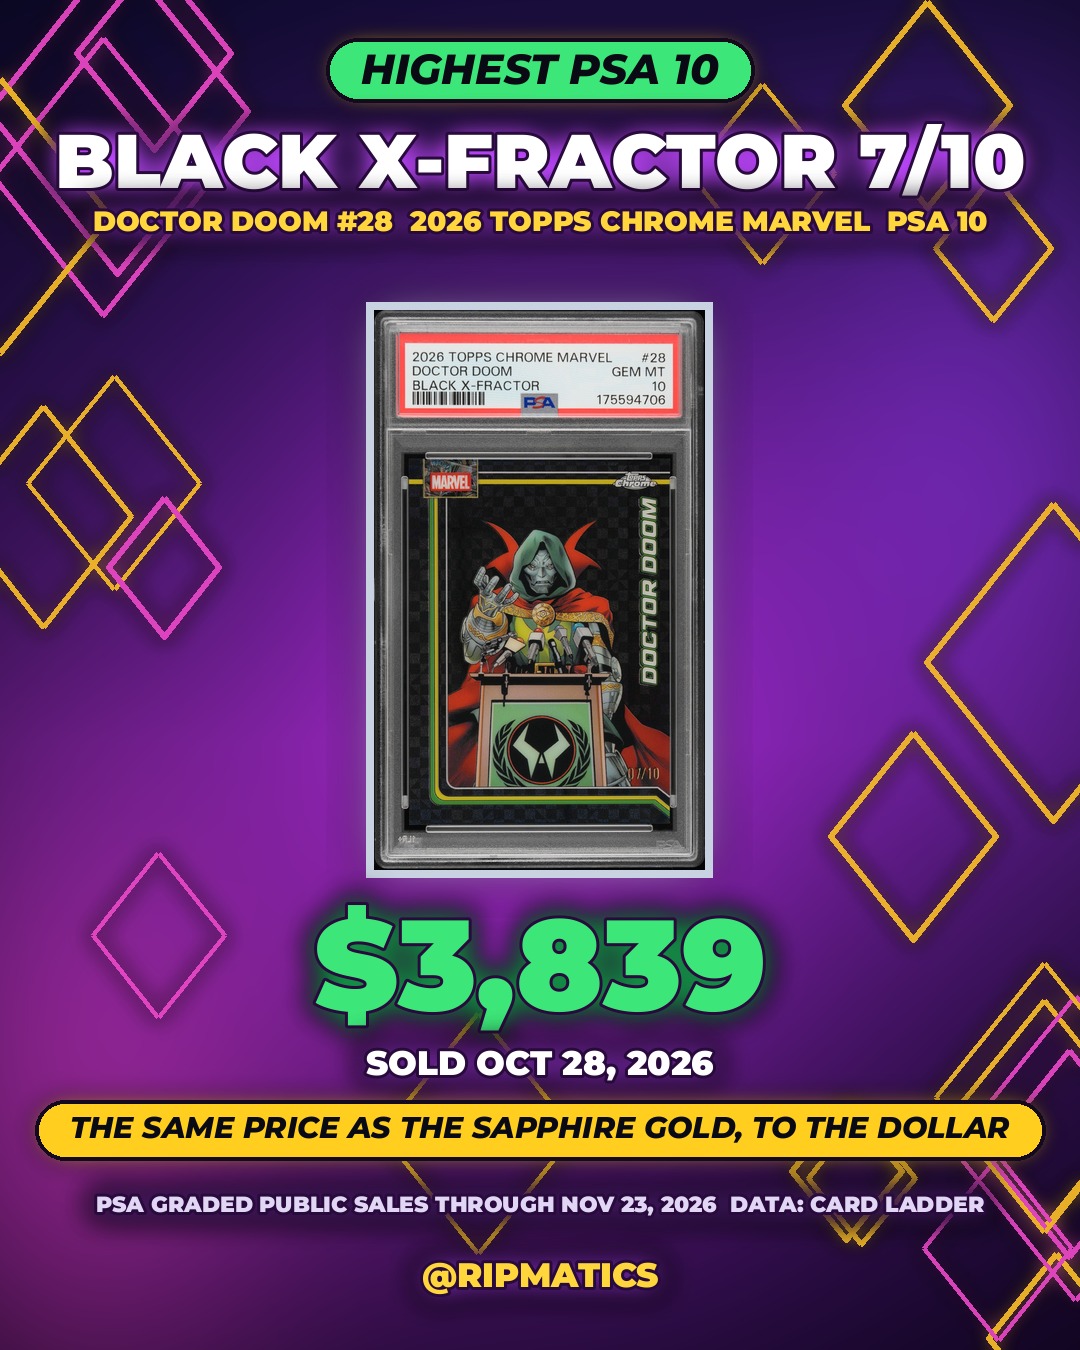 HIGHEST PSA 10
BLACK X-FRACTOR 7/10
DOCTOR DOOM #28 2026 TOPPS CHROME MARVEL PSA 10
2026 TOPPS CHROME MARVEL #28
DOCTOR DOOM GEM MT
BLACK X-FRACTOR 10
PSA 175594706
MARVEL
Topps Chrome
DOCTOR DOOM
07/10
$3,839
SOLD OCT 28, 2026
THE SAME PRICE AS THE SAPPHIRE GOLD, TO THE DOLLAR
PSA GRADED PUBLIC SALES THROUGH NOV 23, 2026 DATA: CARD LADDER
@RIPMATICS